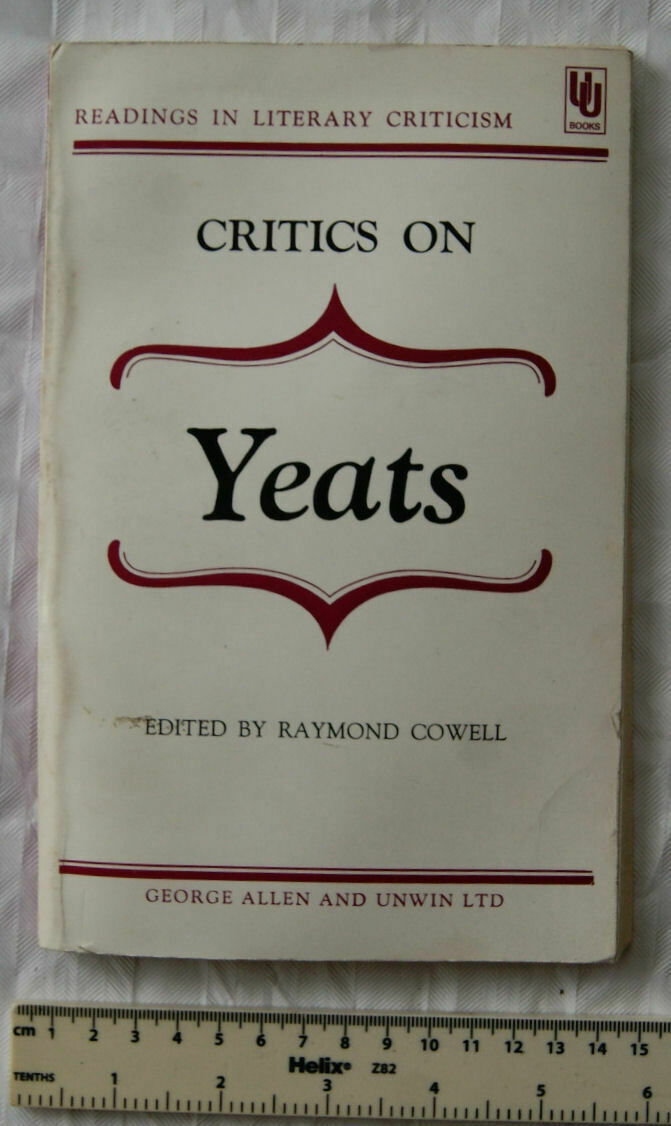 READINGS IN LITERARY CRITICISM
UU
BOOKS
CRITICS ON
Yeats
EDITED BY RAYMOND COWELL
GEORGE ALLEN AND UNWIN LTD
cm 1 2 3 4 5 6 7 8 9 10 11 12 13 14 15
Helix® Z82
TENTHS 1 2 3 4 5 6